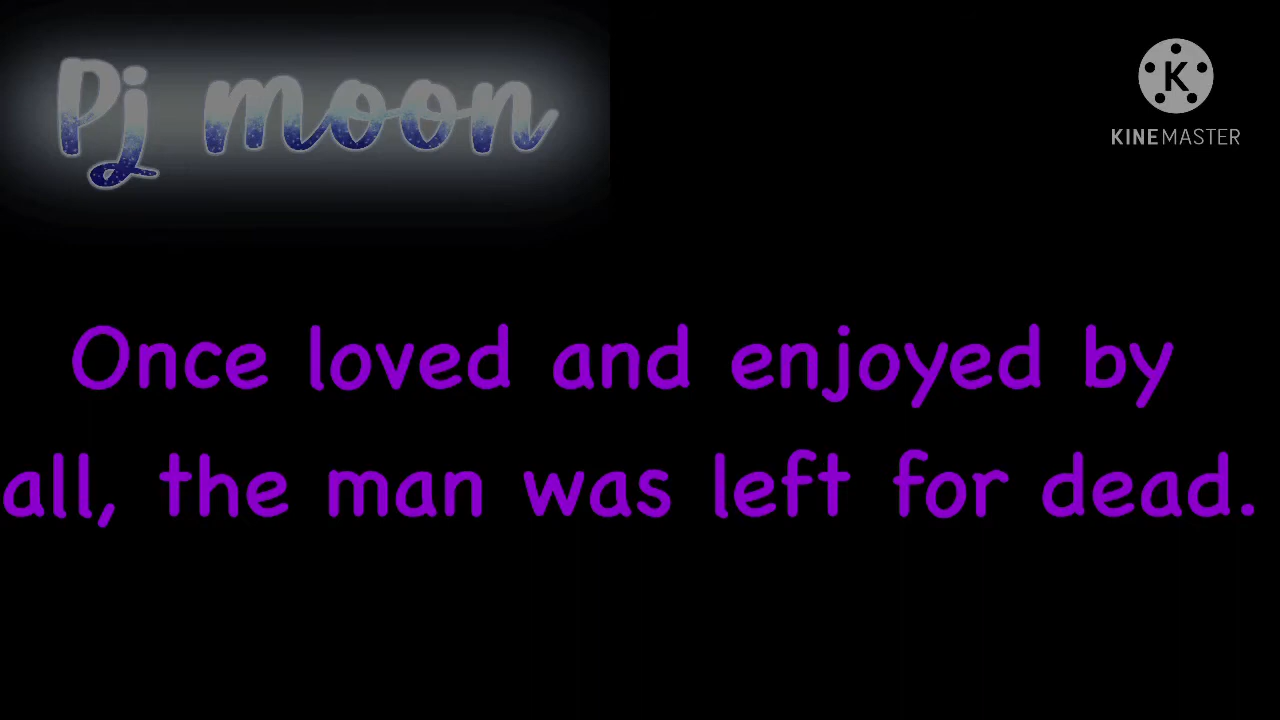 Pj moon
K
KINEMASTER
Once loved and enjoyed by
all, the man was left for dead.